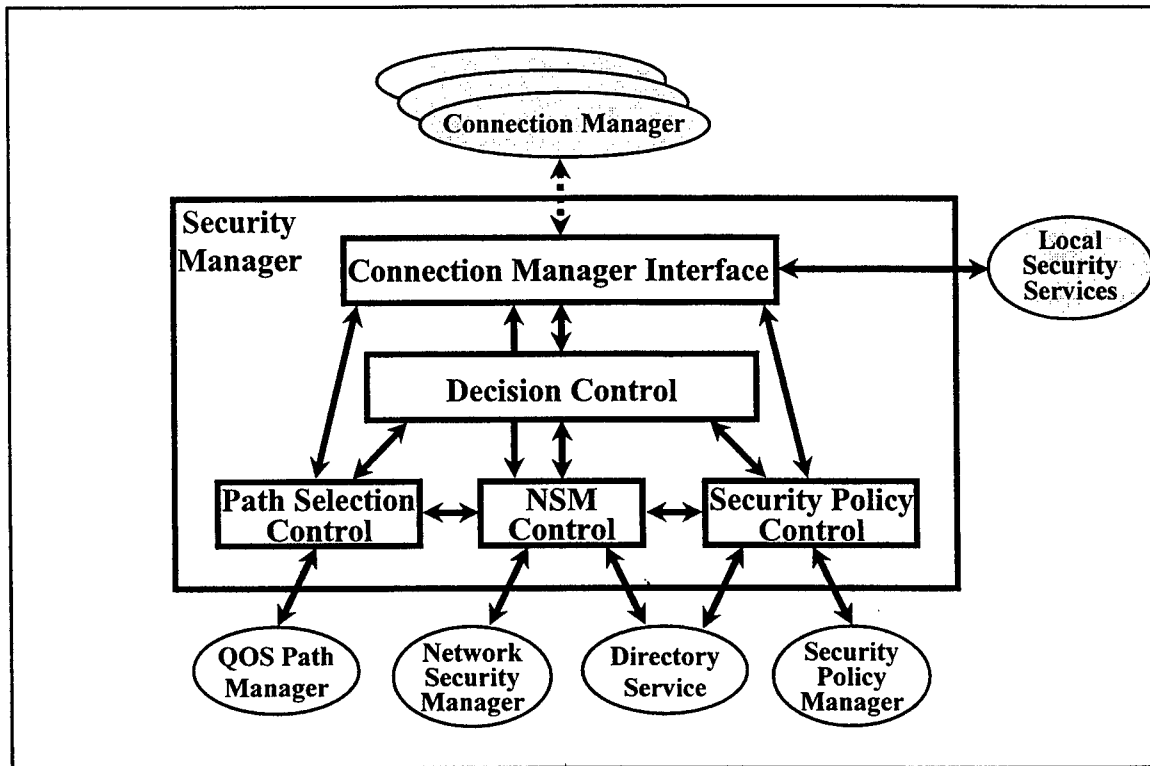 Connection Manager
Security
Manager
Connection Manager Interface
Local
Security
Services
Decision Control
Path Selection
Control
NSM
Control
Security Policy
Control
QOS Path
Manager
Network
Security
Manager
Directory
Service
Security
Policy
Manager